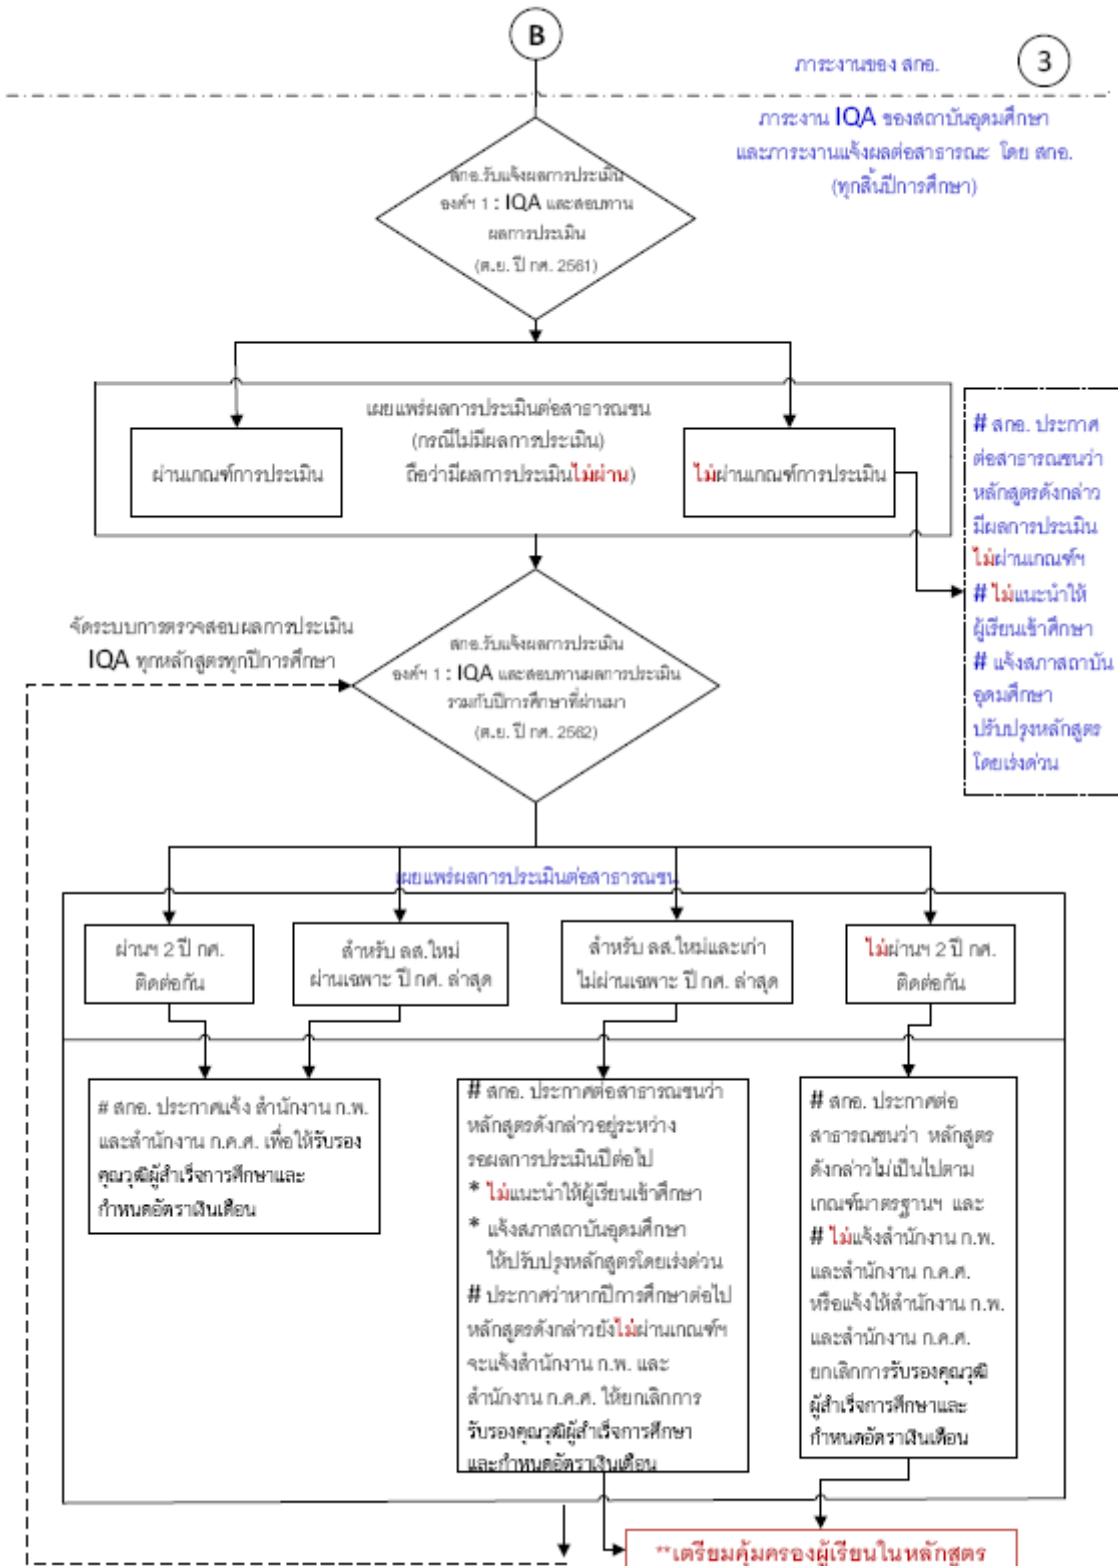 B
ภาระงานของ สกอ.
3
ภาระงาน IQA ของสถาบันอุดมศึกษา
และภาระงานแจ้งผลต่อสาธารณะ โดย สกอ.
(ทุกสิ้นปีการศึกษา)
สกอ.รับแจ้งผลการประเมิน
องค์ฯ 1 : IQA และสอบทาน
ผลการประเมิน
(ต.ย. ปี กศ. 2561)
เผยแพร่ผลการประเมินต่อสาธารณชน
(กรณีไม่มีผลการประเมิน)
ถือว่ามีผลการประเมินไม่ผ่าน)
ผ่านเกณฑ์การประเมิน
ไม่ผ่านเกณฑ์การประเมิน
# สกอ. ประกาศ
ต่อสาธารณชนว่า
หลักสูตรดังกล่าว
มีผลการประเมิน
ไม่ผ่านเกณฑ์ฯ
# ไม่แนะนำให้
ผู้เรียนเข้าศึกษา
# แจ้งสภาสถาบัน
อุดมศึกษา
ปรับปรุงหลักสูตร
โดยเร่งด่วน
จัดระบบการตรวจสอบผลการประเมิน
IQA ทุกหลักสูตรทุกปีการศึกษา
สกอ.รับแจ้งผลการประเมิน
องค์ฯ 1 : IQA และสอบทานผลการประเมิน
รวมกับปีการศึกษาที่ผ่านมา
(ต.ย. ปี กศ. 2562)
เผยแพร่ผลการประเมินต่อสาธารณชน
ผ่านฯ 2 ปี กศ.
ติดต่อกัน
สำหรับ ลส.ใหม่
ผ่านเฉพาะ ปี กศ. ล่าสุด
สำหรับ ลส.ใหม่และเก่า
ไม่ผ่านเฉพาะ ปี กศ. ล่าสุด
ไม่ผ่านฯ 2 ปี กศ.
ติดต่อกัน
# สกอ. ประกาศแจ้ง สำนักงาน ก.พ.
และสำนักงาน ก.ค.ศ. เพื่อให้รับรอง
คุณวุฒิผู้สำเร็จการศึกษาและ
กำหนดอัตราเงินเดือน
# สกอ. ประกาศต่อสาธารณชนว่า
หลักสูตรดังกล่าวอยู่ระหว่าง
รอผลการประเมินปีต่อไป
* ไม่แนะนำให้ผู้เรียนเข้าศึกษา
* แจ้งสภาสถาบันอุดมศึกษา
ให้ปรับปรุงหลักสูตรโดยเร่งด่วน
# ประกาศว่าหากปีการศึกษาต่อไป
หลักสูตรดังกล่าวยังไม่ผ่านเกณฑ์ฯ
จะแจ้งสำนักงาน ก.พ. และ
สำนักงาน ก.ค.ศ. ให้ยกเลิกการ
รับรองคุณวุฒิผู้สำเร็จการศึกษา
และกำหนดอัตราเงินเดือน
# สกอ. ประกาศต่อ
สาธารณชนว่า หลักสูตร
ดังกล่าวไม่เป็นไปตาม
เกณฑ์มาตรฐานฯ และ
# ไม่แจ้งสำนักงาน ก.พ.
และสำนักงาน ก.ค.ศ.
หรือแจ้งให้สำนักงาน ก.พ.
และสำนักงาน ก.ค.ศ.
ยกเลิกการรับรองคุณวุฒิ
ผู้สำเร็จการศึกษาและ
กำหนดอัตราเงินเดือน
**เตรียมคุ้มครองผู้เรียนในหลักสูตร